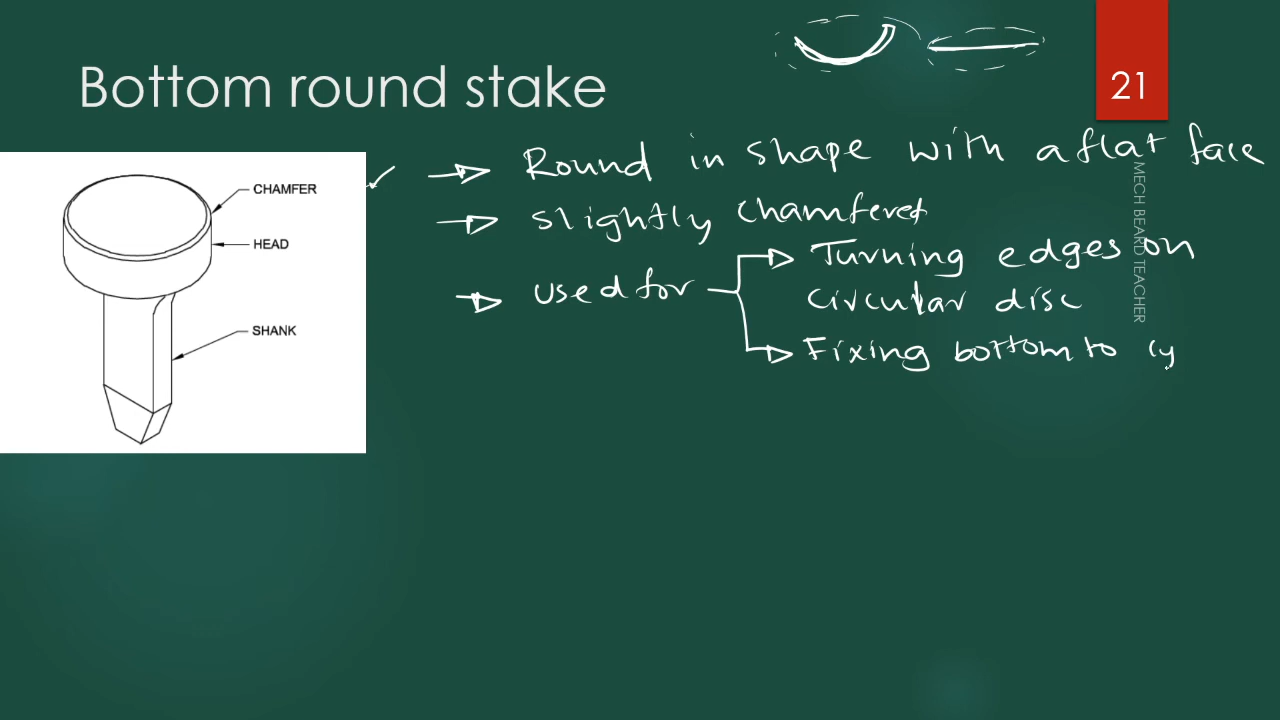 Bottom round stake
21
Round in shape with a flat face
slightly chamfered
used for
Turning edges on
circular disc
Fixing bottom to cy
CHAMFER
HEAD
SHANK
MECH BEARD TEACHER